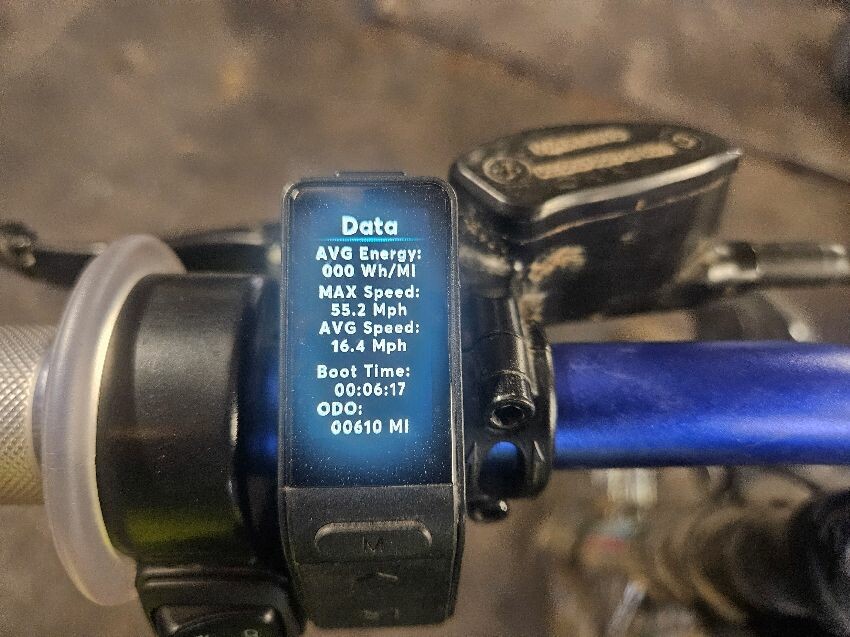 Data
AVG Energy:
000 Wh/MI
MAX Speed:
55.2 Mph
AVG Speed:
16.4 Mph
Boot Time:
00:06:17
ODO:
00610 MI
M